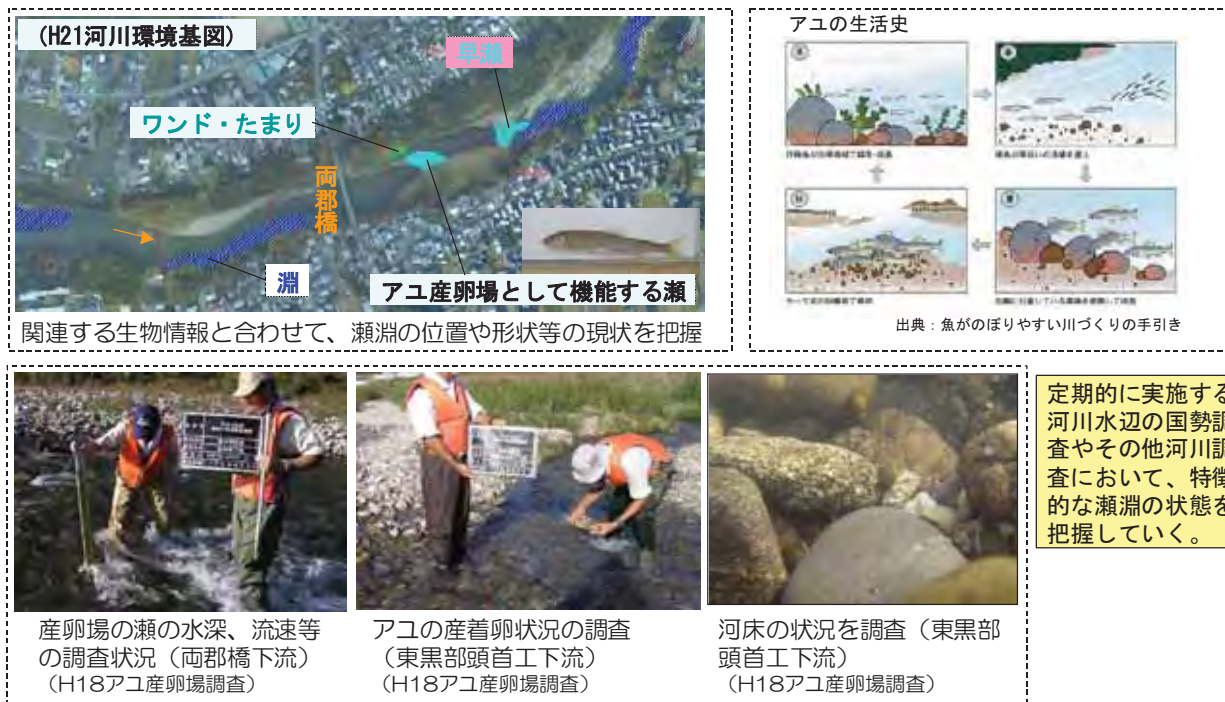 (H21河川環境基図)
早瀬
ワンド・たまり
両郡橋
淵
アユ産卵場として機能する瀬
関連する生物情報と合わせて、瀬淵の位置や形状等の現状を把握
アユの生活史
出典：魚がのぼりやすい川づくりの手引き
産卵場の瀬の水深、流速等
の調査状況（両郡橋下流）
（H18アユ産卵場調査）
アユの産着卵状況の調査
（東黒部頭首工下流）
（H18アユ産卵場調査）
河床の状況を調査（東黒部
頭首工下流）
（H18アユ産卵場調査）
定期的に実施する
河川水辺の国勢調
査やその他河川調
査において、特徴
的な瀬淵の状態を
把握していく。